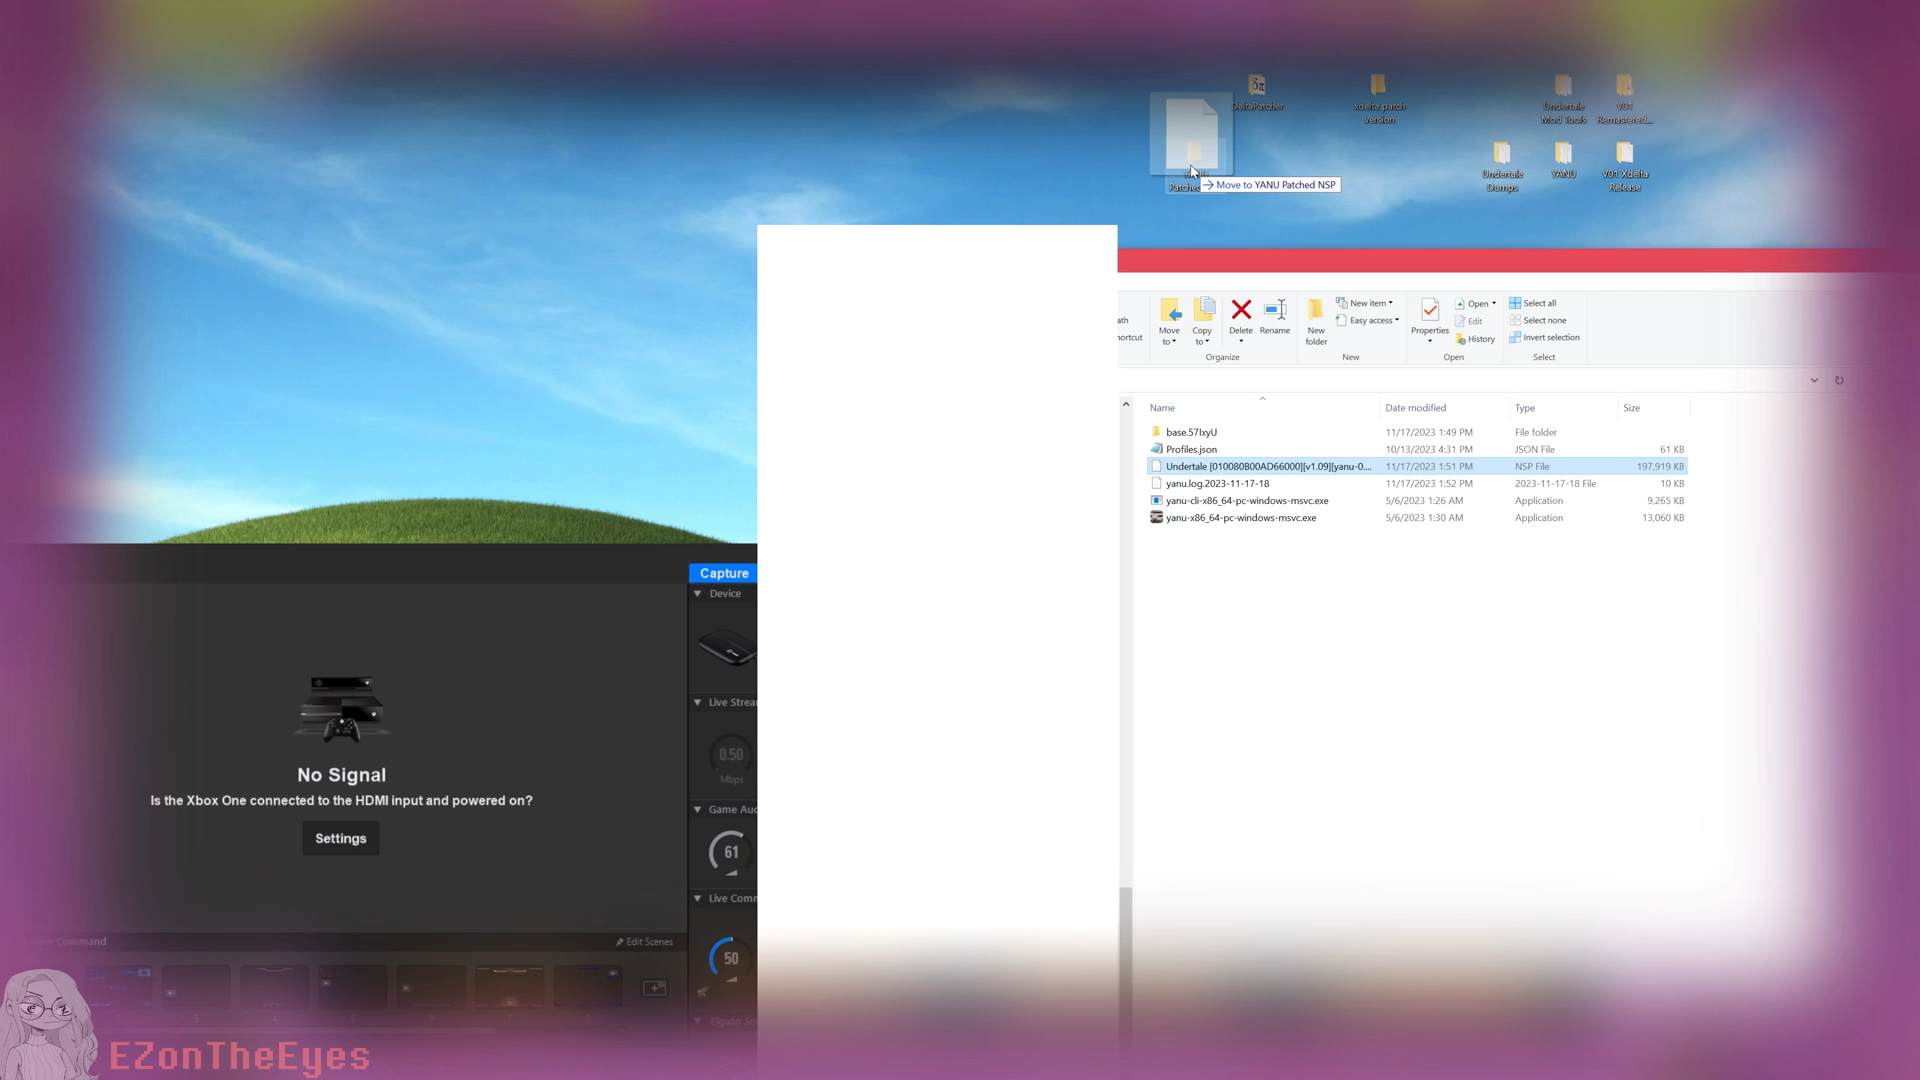 DeltaPatcher
xdelta patch
version
Undertale
Mod Tools
V01
Remastered...
Undertale
Dumps
YANU
V01 Xdelta
Release
Move to YANU Patched NSP
Move
to
Copy
to
Delete
Rename
New
folder
New item
Easy access
Properties
Open
Edit
History
Select all
Select none
Invert selection
Organize
New
Open
Select
Name
Date modified
Type
Size
base.57IxyU
11/17/2023 1:49 PM
File folder
Profiles.json
10/13/2023 4:31 PM
JSON File
61 KB
Undertale [010080B00AD66000][v1.09][yanu-0....
11/17/2023 1:51 PM
NSP File
197,919 KB
yanu.log.2023-11-17-18
11/17/2023 1:52 PM
2023-11-17-18 File
10 KB
yanu-cli-x86_64-pc-windows-msvc.exe
5/6/2023 1:26 AM
Application
9,265 KB
yanu-x86_64-pc-windows-msvc.exe
5/6/2023 1:30 AM
Application
13,060 KB
Capture
Device
Live Strea
0.50
Mbps
Game Aud
61
Live Comm
50
No Signal
Is the Xbox One connected to the HDMI input and powered on?
Settings
Command
Edit Scenes
EZonTheEyes